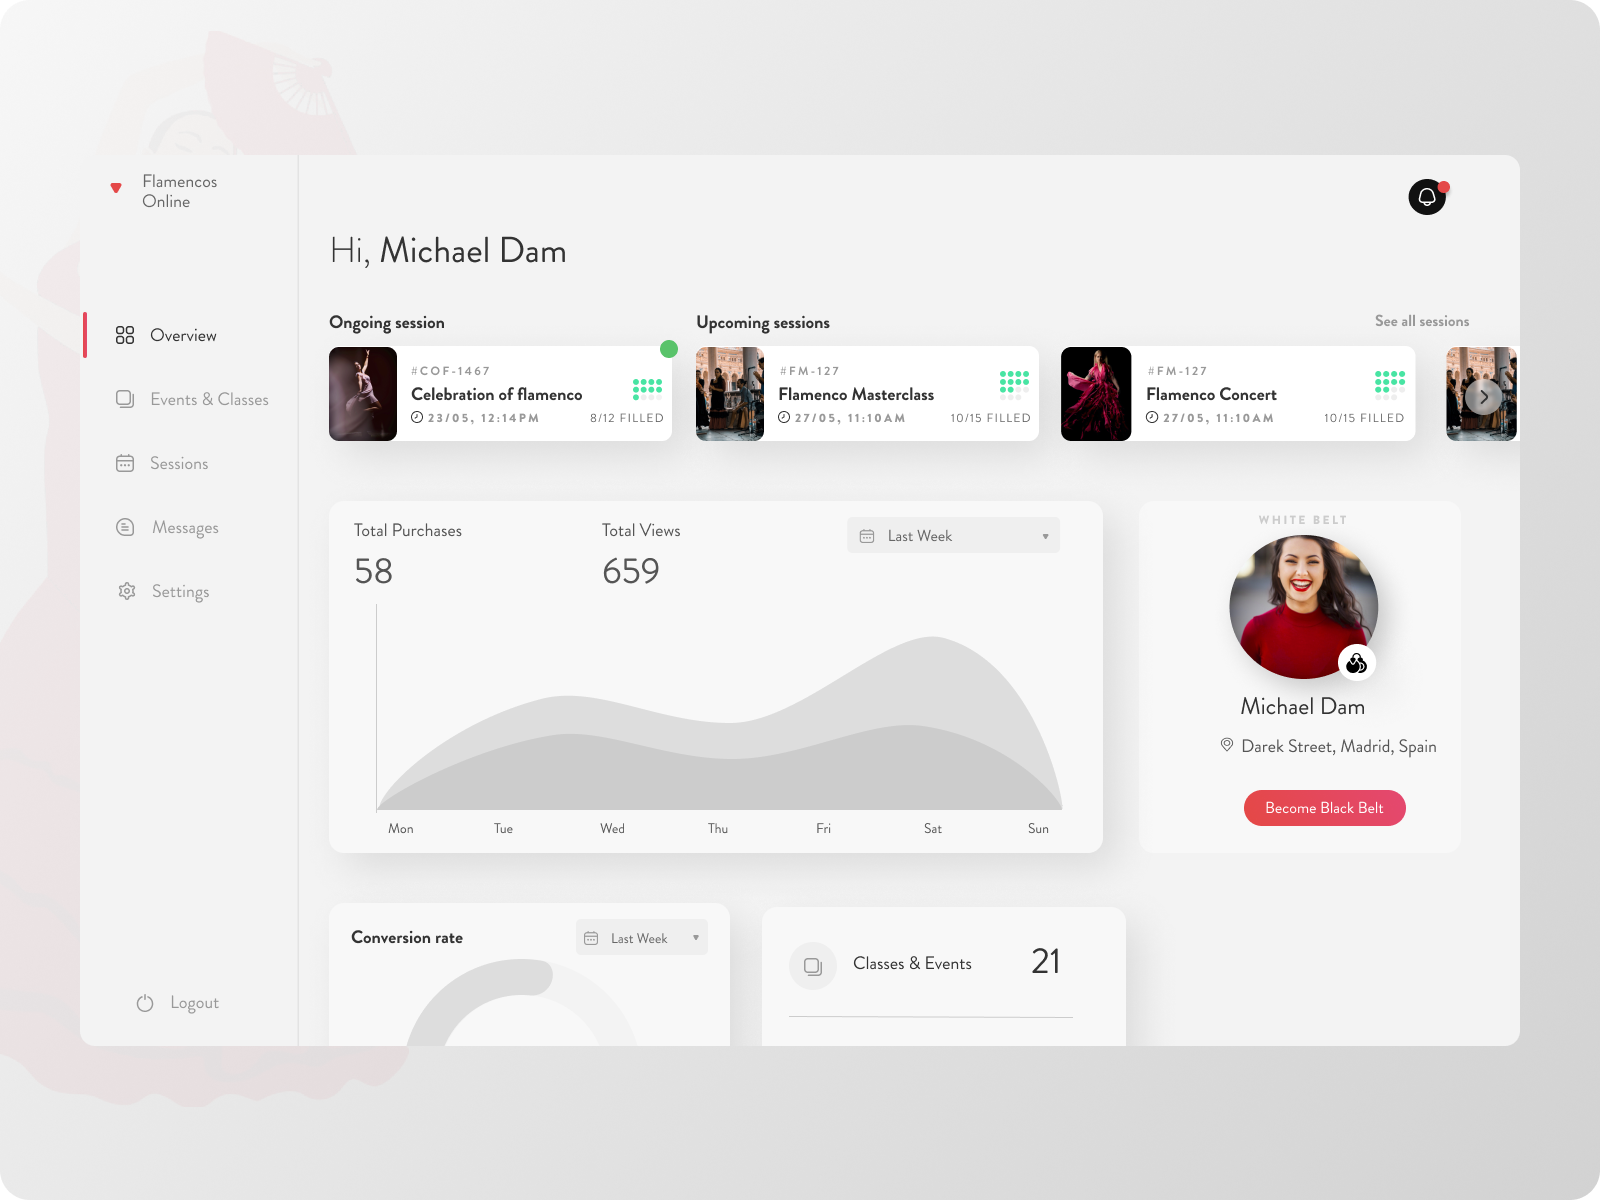 Flamencos
Online
Overview
Events & Classes
Sessions
Messages
Settings
Logout
Hi, Michael Dam
Ongoing session
Upcoming sessions
See all sessions
#COF-1467
Celebration of flamenco
23/05, 12:14PM
8/12 FILLED
#FM-127
Flamenco Masterclass
27/05, 11:10AM
10/15 FILLED
#FM-127
Flamenco Concert
27/05, 11:10AM
10/15 FILLED
Total Purchases
58
Total Views
659
Last Week
Mon Tue Wed Thu Fri Sat Sun
WHITE BELT
Michael Dam
Darek Street, Madrid, Spain
Become Black Belt
Conversion rate
Last Week
Classes & Events
21